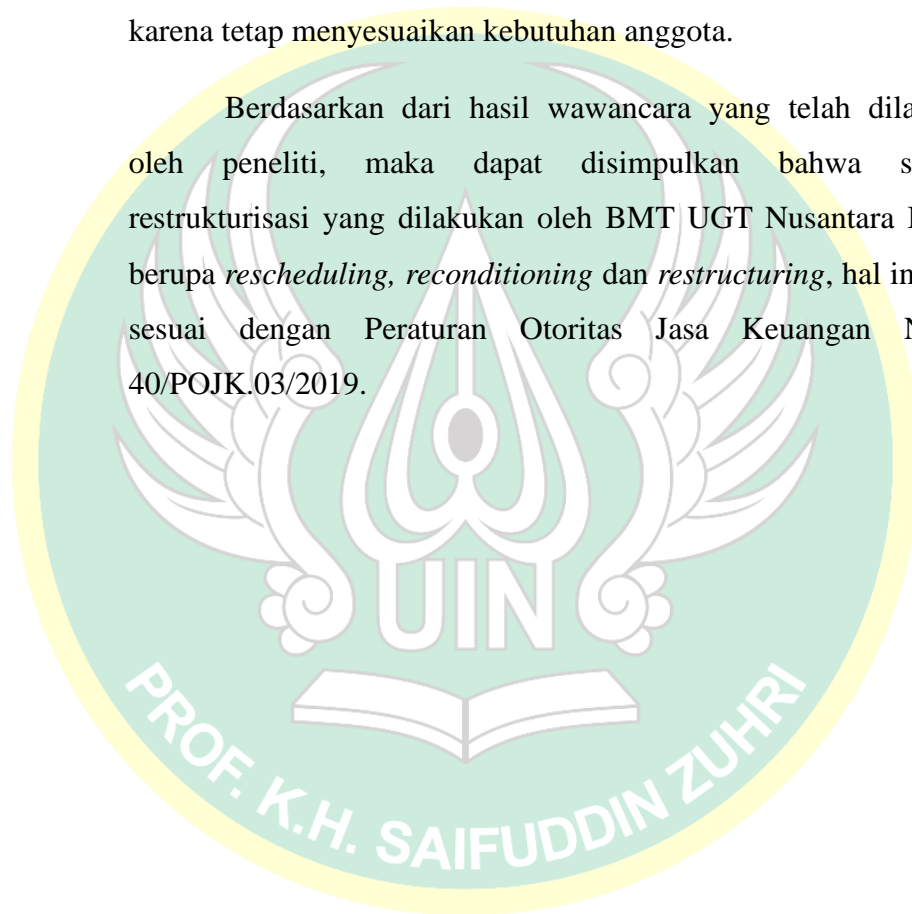 karena tetap menyesuaikan kebutuhan anggota.
Berdasarkan dari hasil wawancara yang telah
oleh peneliti, maka dapat disimpulkan bahwa
restrukturisasi yang dilakukan oleh BMT UGT Nusantara
berupa rescheduling, reconditioning dan restructuring, hal
sesuai dengan Peraturan Otoritas Jasa Keuangan
40/POJK.03/2019.
UIN
PROF. K.H. SAIFUDDIN ZUHRI